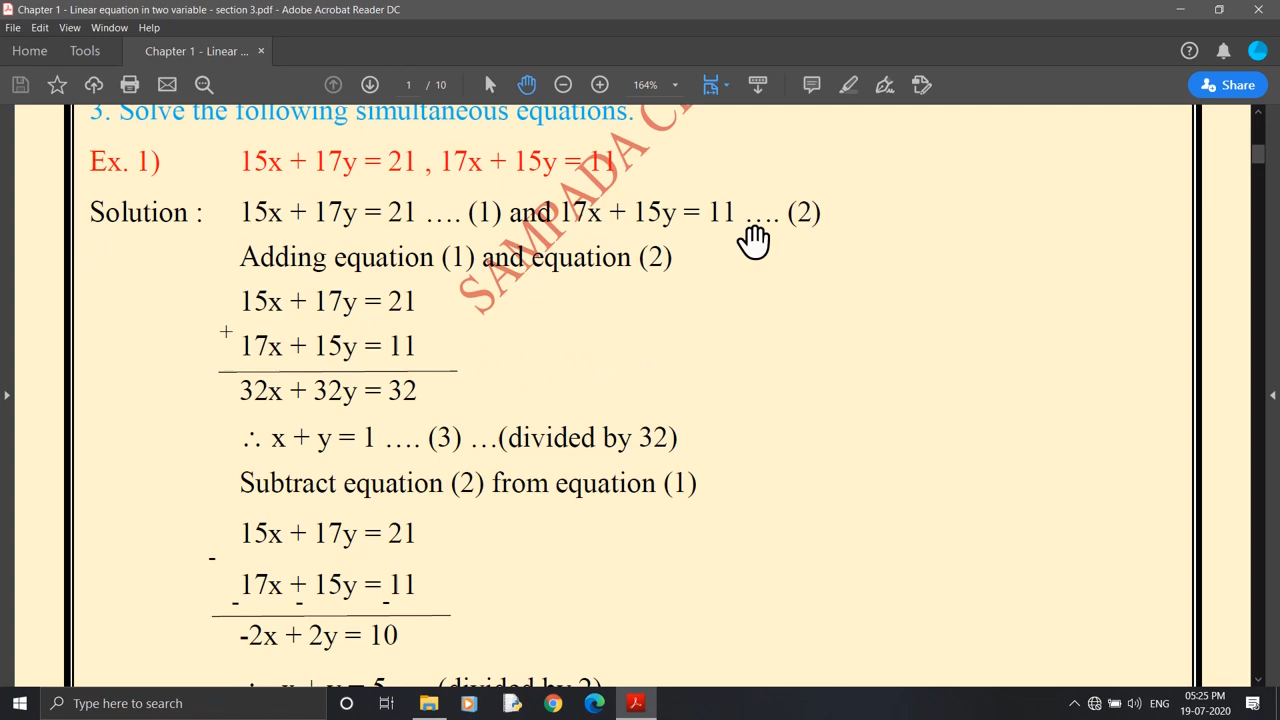 Chapter 1 - Linear equation in two variable - section 3.pdf - Adobe Acrobat Reader DC
File Edit View Window Help
Home Tools Chapter 1 - Linear ... ×
1 / 10 164% Share
3. Solve the following simultaneous equations.
Ex. 1) 15x + 17y = 21 , 17x + 15y = 11
Solution : 15x + 17y = 21 …. (1) and 17x + 15y = 11 …. (2)
Adding equation (1) and equation (2)
15x + 17y = 21
+
17x + 15y = 11
32x + 32y = 32
∴ x + y = 1 …. (3) …(divided by 32)
Subtract equation (2) from equation (1)
15x + 17y = 21
-
17x + 15y = 11
- - -
-2x + 2y = 10
SAMPADA
Type here to search
ENG
05:25 PM
19-07-2020